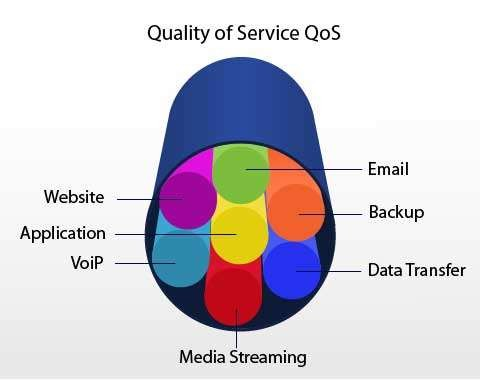 Quality of Service QoS
Email
Website
Backup
Application
VoiP
Data Transfer
Media Streaming